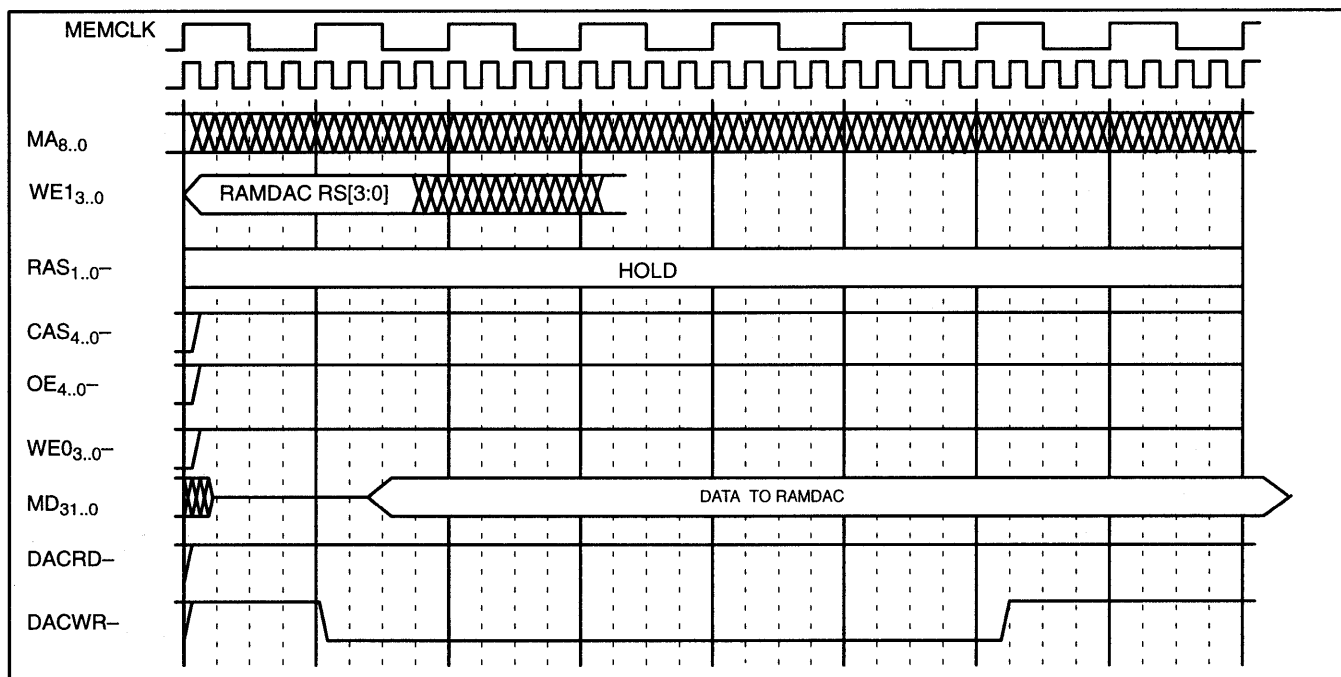 MEMCLK
MA8..0
WE13..0
RAMDAC RS[3:0]
RAS1..0–
HOLD
CAS4..0–
OE4..0–
WE03..0–
MD31..0
DATA TO RAMDAC
DACRD–
DACWR–